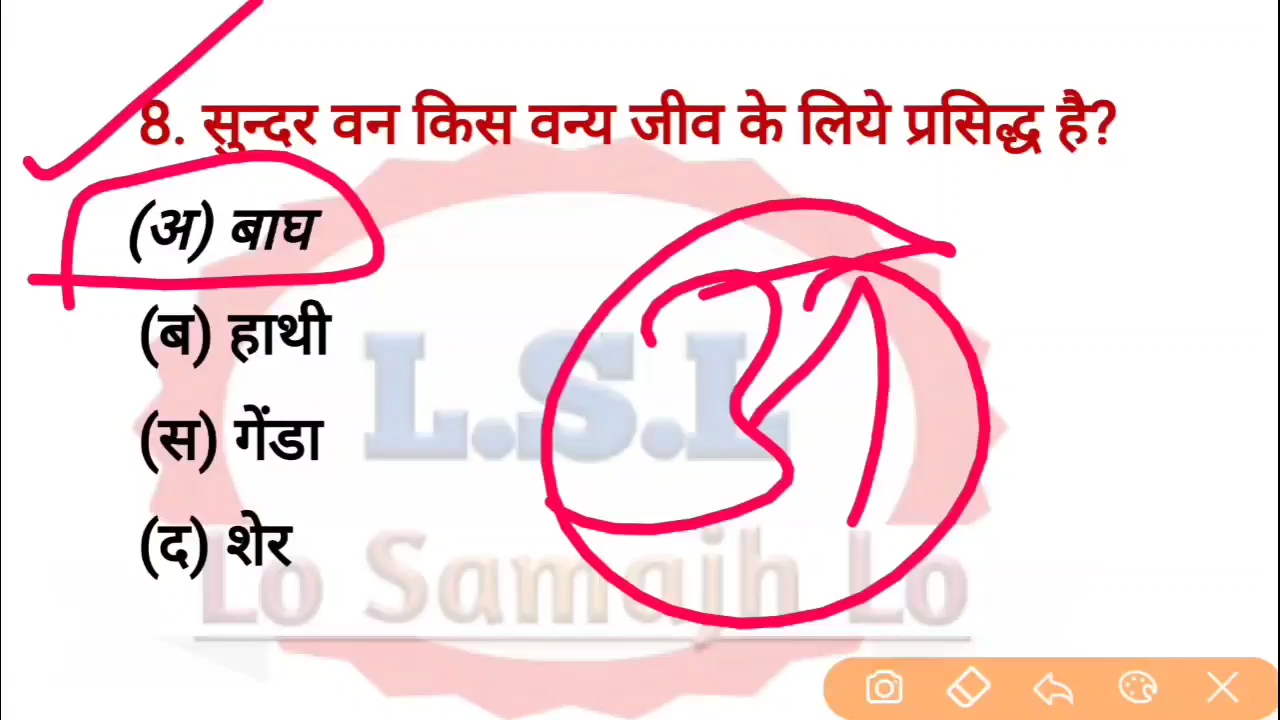 8. सुन्दर वन किस वन्य जीव के लिये प्रसिद्ध है?
(अ) बाघ
(ब) हाथी
(स) गेंडा
(द) शेर
अ
L.S.L
Lo Samajh Lo